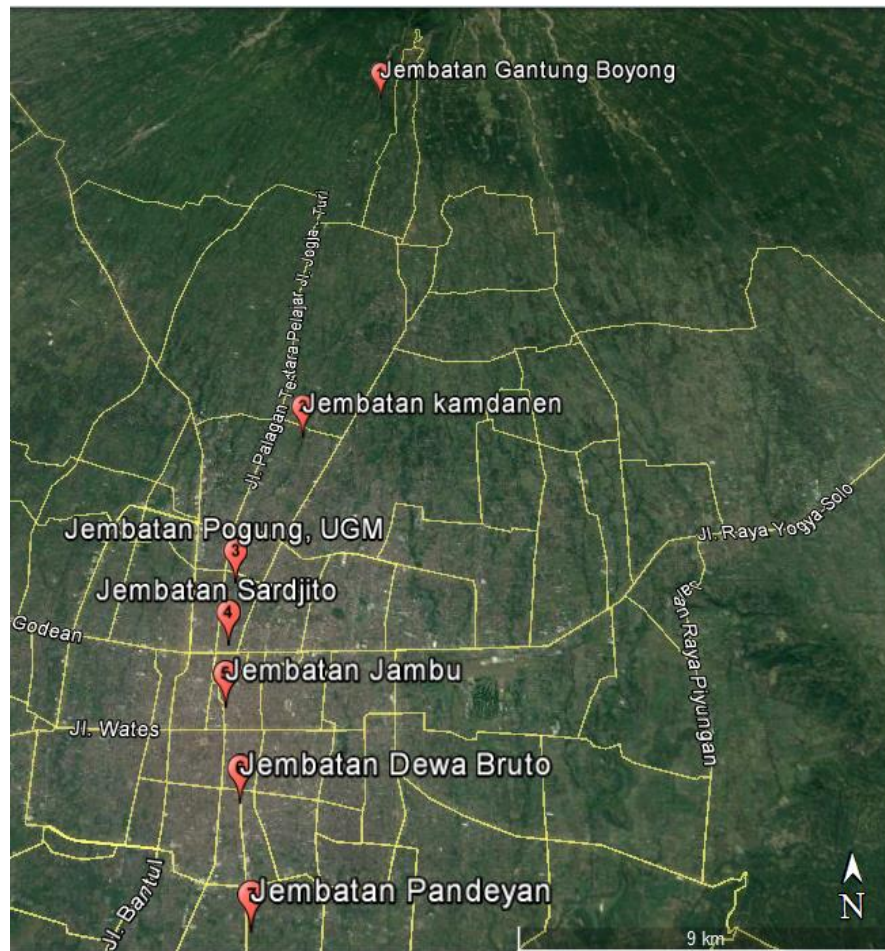 Jembatan Gantung Boyong
Jl. Palagan Tentara Pelajar
Jl. Jogja - Turi
Jembatan kamdanen
Jembatan Pogung, UGM
3
Jl. Raya Yogya-Solo
Jembatan Sardjito
4
Godean
Jalan Raya Piyungan
Jembatan Jambu
Jl. Wates
Jembatan Dewa Bruto
Jembatan Pandeyan
Jl. Bantul
N
9 km